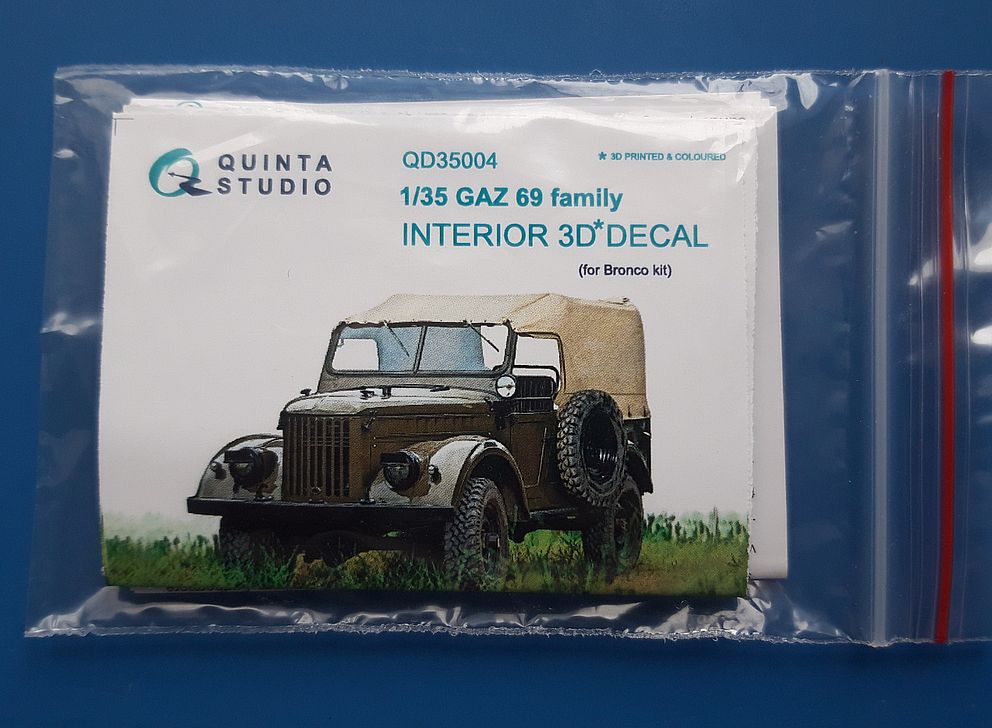 QUINTA
STUDIO
QD35004
* 3D PRINTED & COLOURED
1/35 GAZ 69 family
INTERIOR 3D* DECAL
(for Bronco kit)